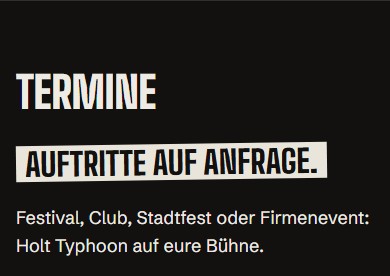 TERMINE
AUFTRITTE AUF ANFRAGE.
Festival, Club, Stadtfest oder Firmenevent:
Holt Typhoon auf eure Bühne.